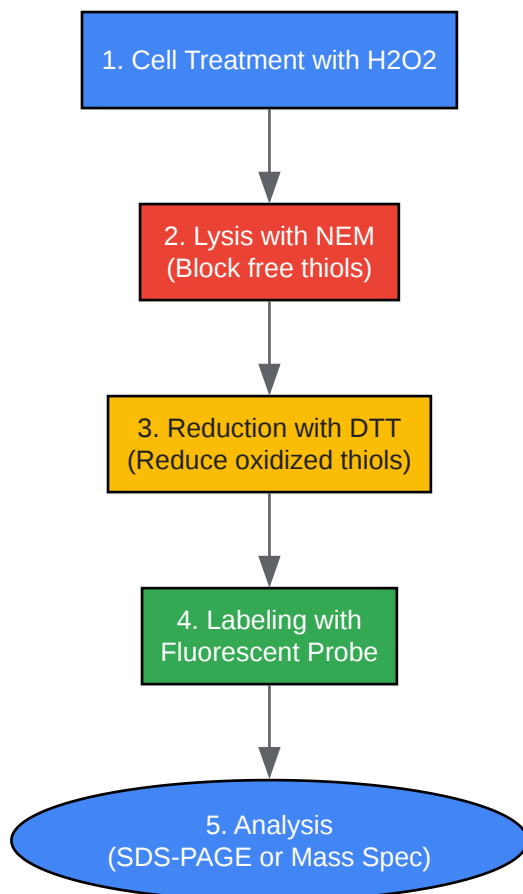 1. Cell Treatment with H2O2
2. Lysis with NEM
(Block free thiols)
3. Reduction with DTT
(Reduce oxidized thiols)
4. Labeling with
Fluorescent Probe
5. Analysis
(SDS-PAGE or Mass Spec)